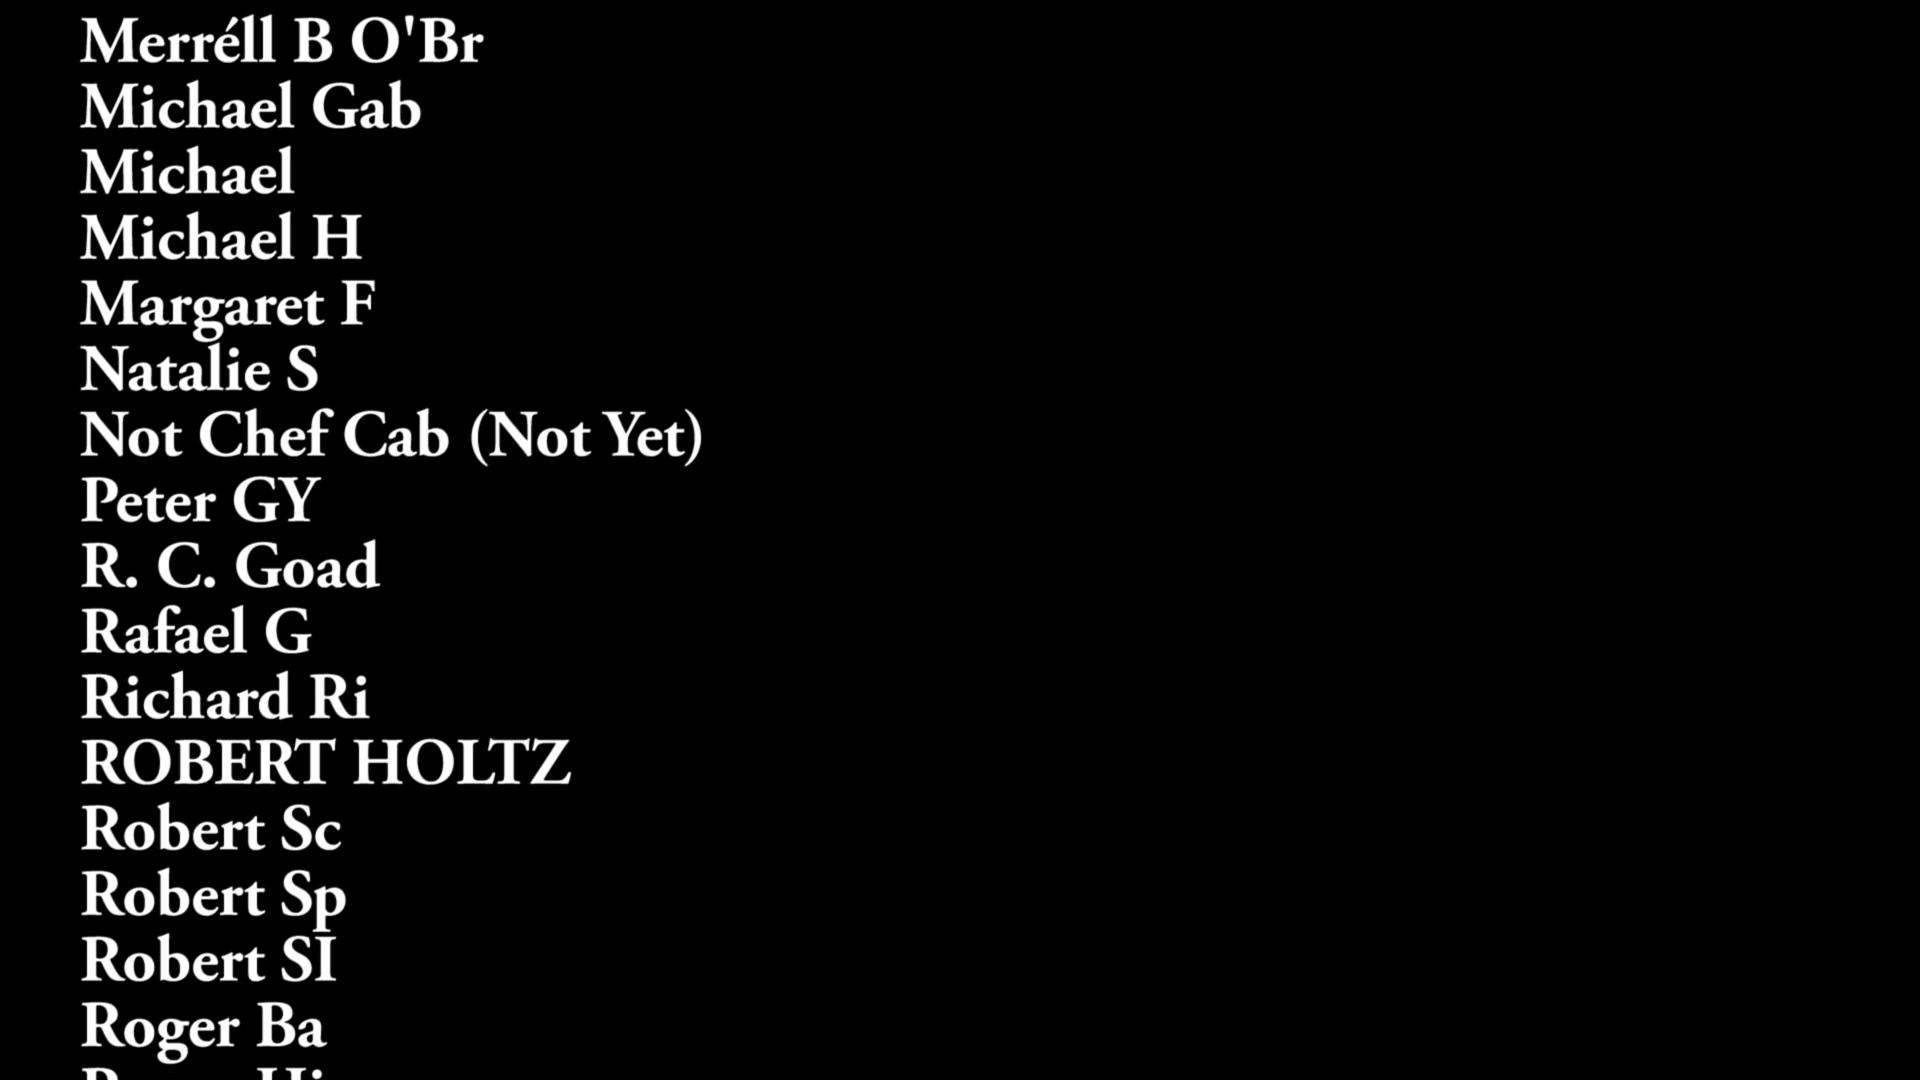 Merréll B O'Br
Michael Gab
Michael
Michael H
Margaret F
Natalie S
Not Chef Cab (Not Yet)
Peter GY
R. C. Goad
Rafael G
Richard Ri
ROBERT HOLTZ
Robert Sc
Robert Sp
Robert SI
Roger Ba